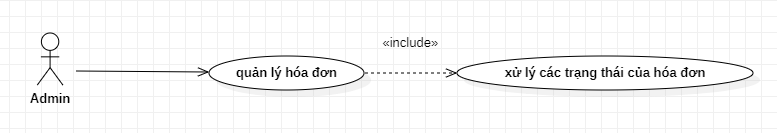 «include»
quản lý hóa đơn
xử lý các trạng thái của hóa đơn
Admin